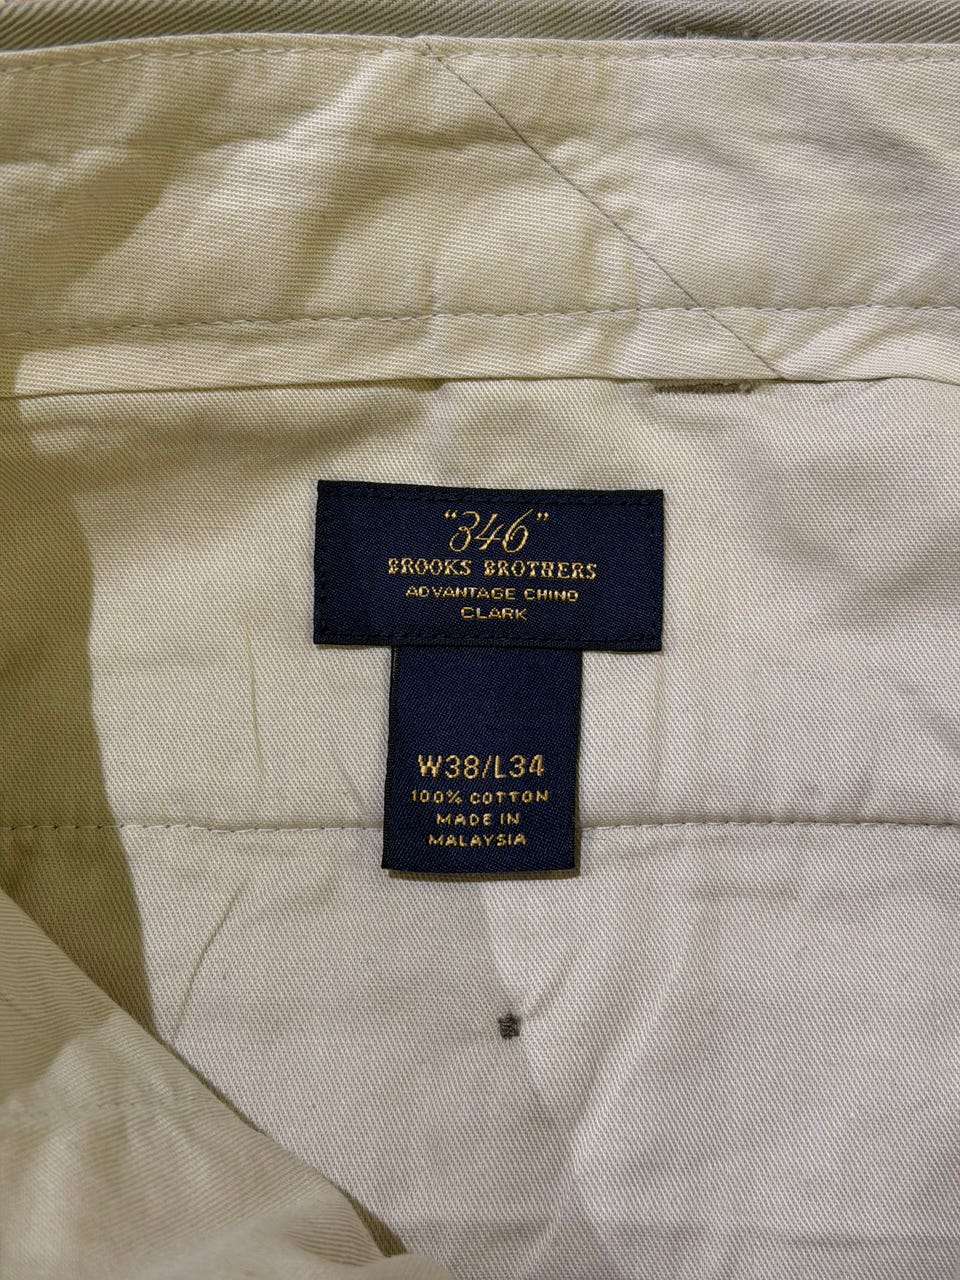 "346"
BROOKS BROTHERS
ADVANTAGE CHINO
CLARK
W38/L34
100% COTTON
MADE IN
MALAYSIA